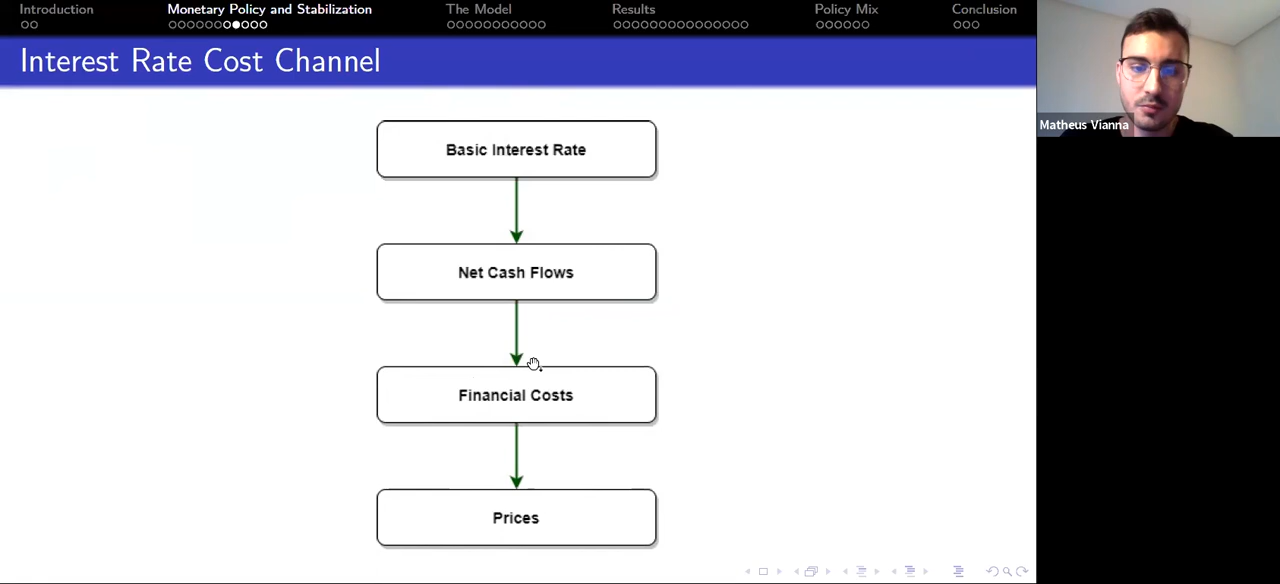 Introduction
Monetary Policy and Stabilization
The Model
Results
Policy Mix
Conclusion
Interest Rate Cost Channel
Basic Interest Rate
Net Cash Flows
Financial Costs
Prices
Matheus Vianna